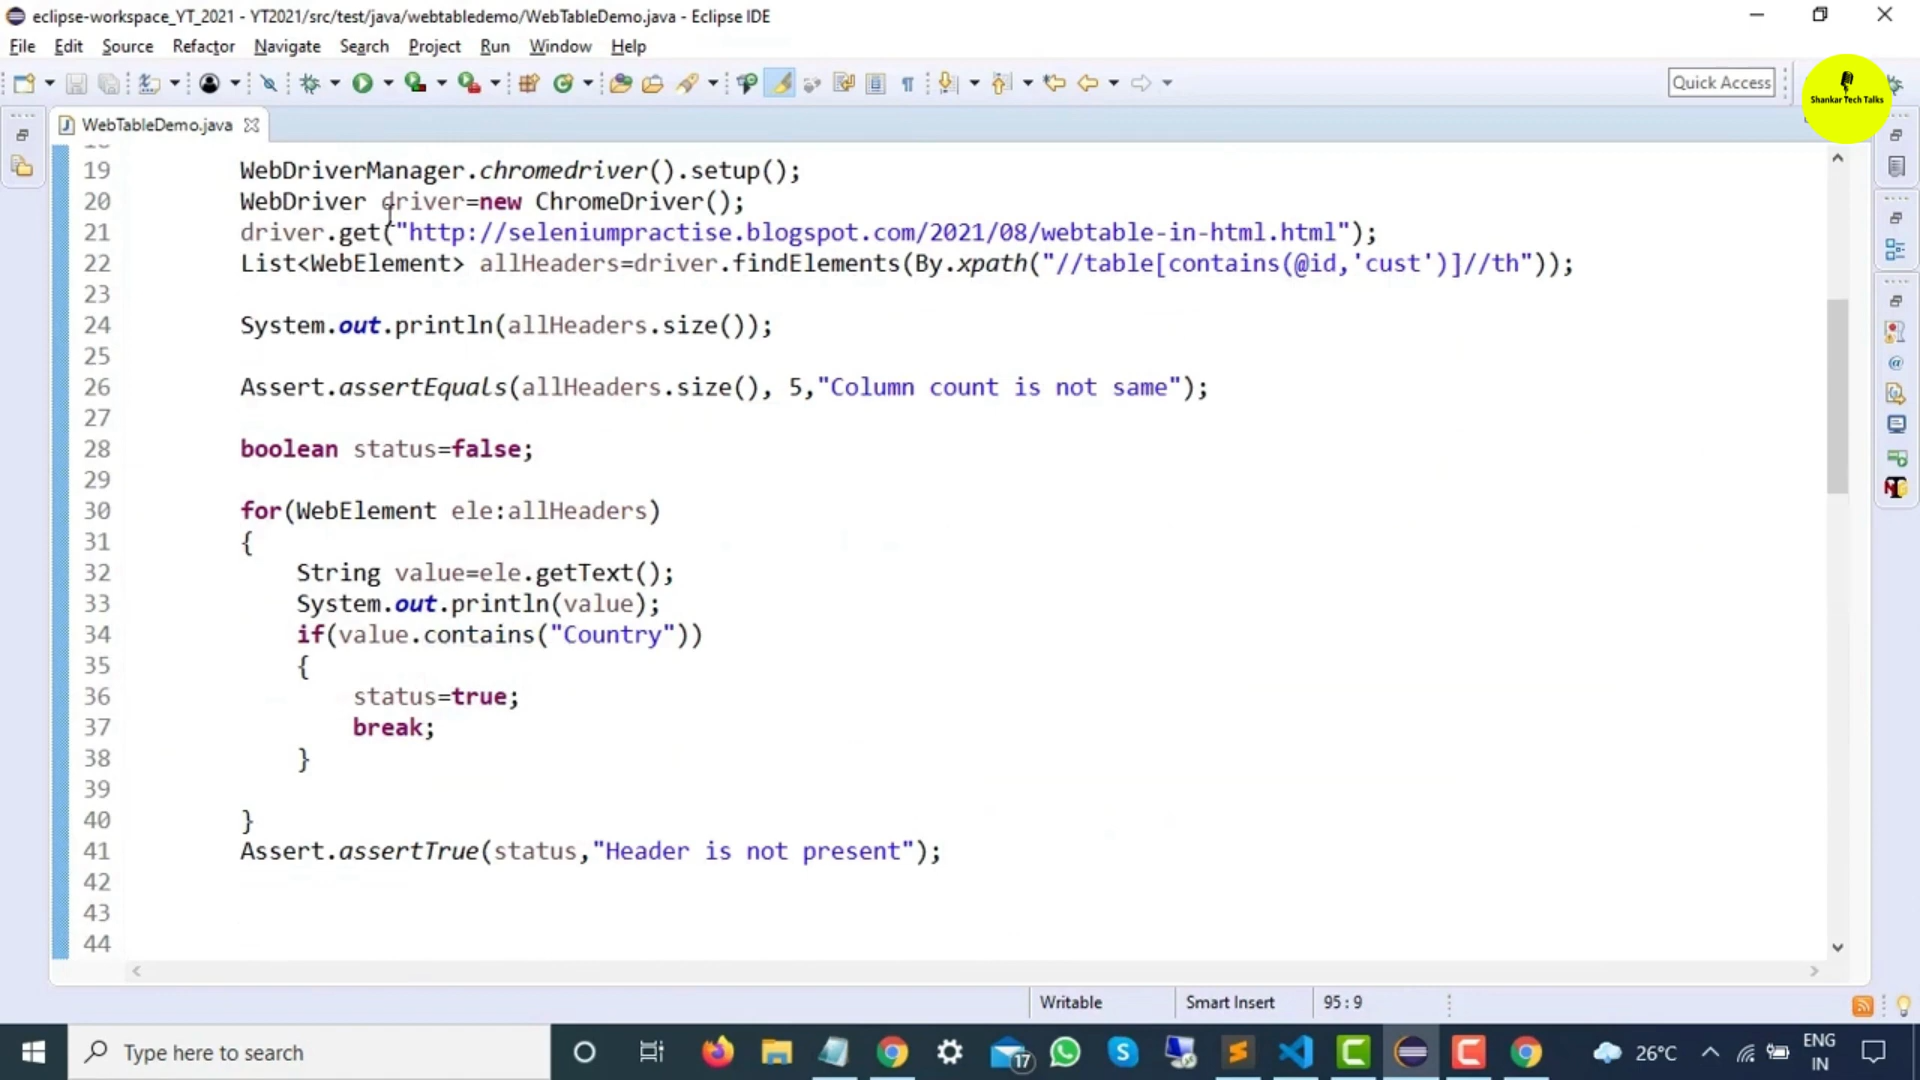 eclipse-workspace_YT_2021 - YT2021/src/test/java/webtabledemo/WebTableDemo.java - Eclipse IDE
File Edit Source Refactor Navigate Search Project Run Window Help
Quick Access
Shankar Tech Talks
WebTableDemo.java
19 WebDriverManager.chromedriver().setup();
20 WebDriver driver=new ChromeDriver();
21 driver.get("http://seleniumpractise.blogspot.com/2021/08/webtable-in-html.html");
22 List<WebElement> allHeaders=driver.findElements(By.xpath("//table[contains(@id,'cust')]//th"));
23
24 System.out.println(allHeaders.size());
25
26 Assert.assertEquals(allHeaders.size(), 5,"Column count is not same");
27
28 boolean status=false;
29
30 for(WebElement ele:allHeaders)
31 {
32 String value=ele.getText();
33 System.out.println(value);
34 if(value.contains("Country"))
35 {
36 status=true;
37 break;
38 }
39
40 }
41 Assert.assertTrue(status,"Header is not present");
42
43
44
Writable Smart Insert 95 : 9
Type here to search
17
26°C
ENG
IN